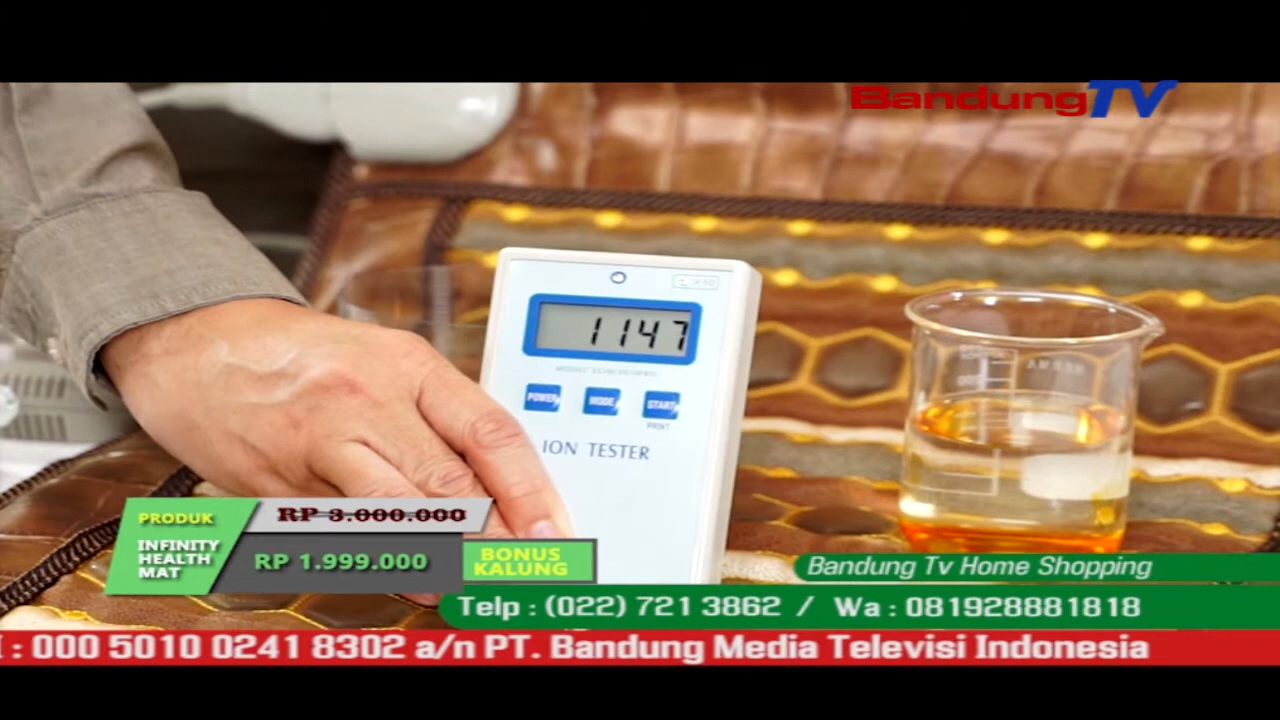 BandungTV
1147
POWER
MODE
START
PRINT
ION TESTER
PRODUK
RP 3.000.000
INFINITY
HEALTH
MAT
RP 1.999.000
BONUS
KALUNG
Bandung Tv Home Shopping
Telp : (022) 721 3862 / Wa : 081928881818
: 000 5010 0241 8302 a/n PT. Bandung Media Televisi Indonesia